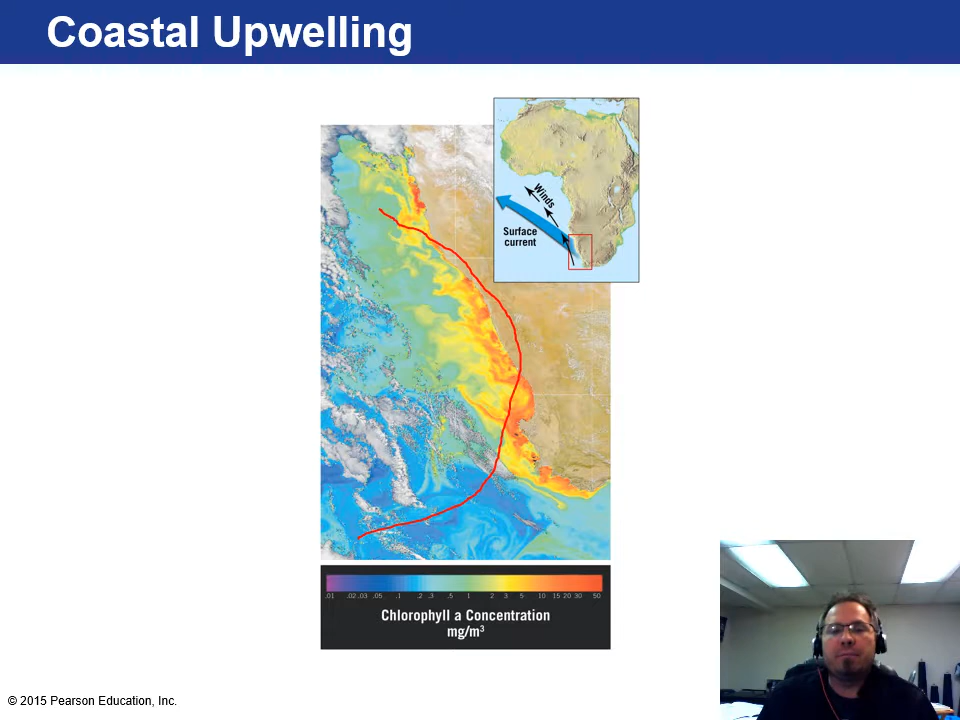 Coastal Upwelling
Winds
Surface
current
.01 .02 .03 .05 .1 .2 .3 .5 1 2 3 5 10 15 20 30 50
Chlorophyll a Concentration
mg/m³
© 2015 Pearson Education, Inc.